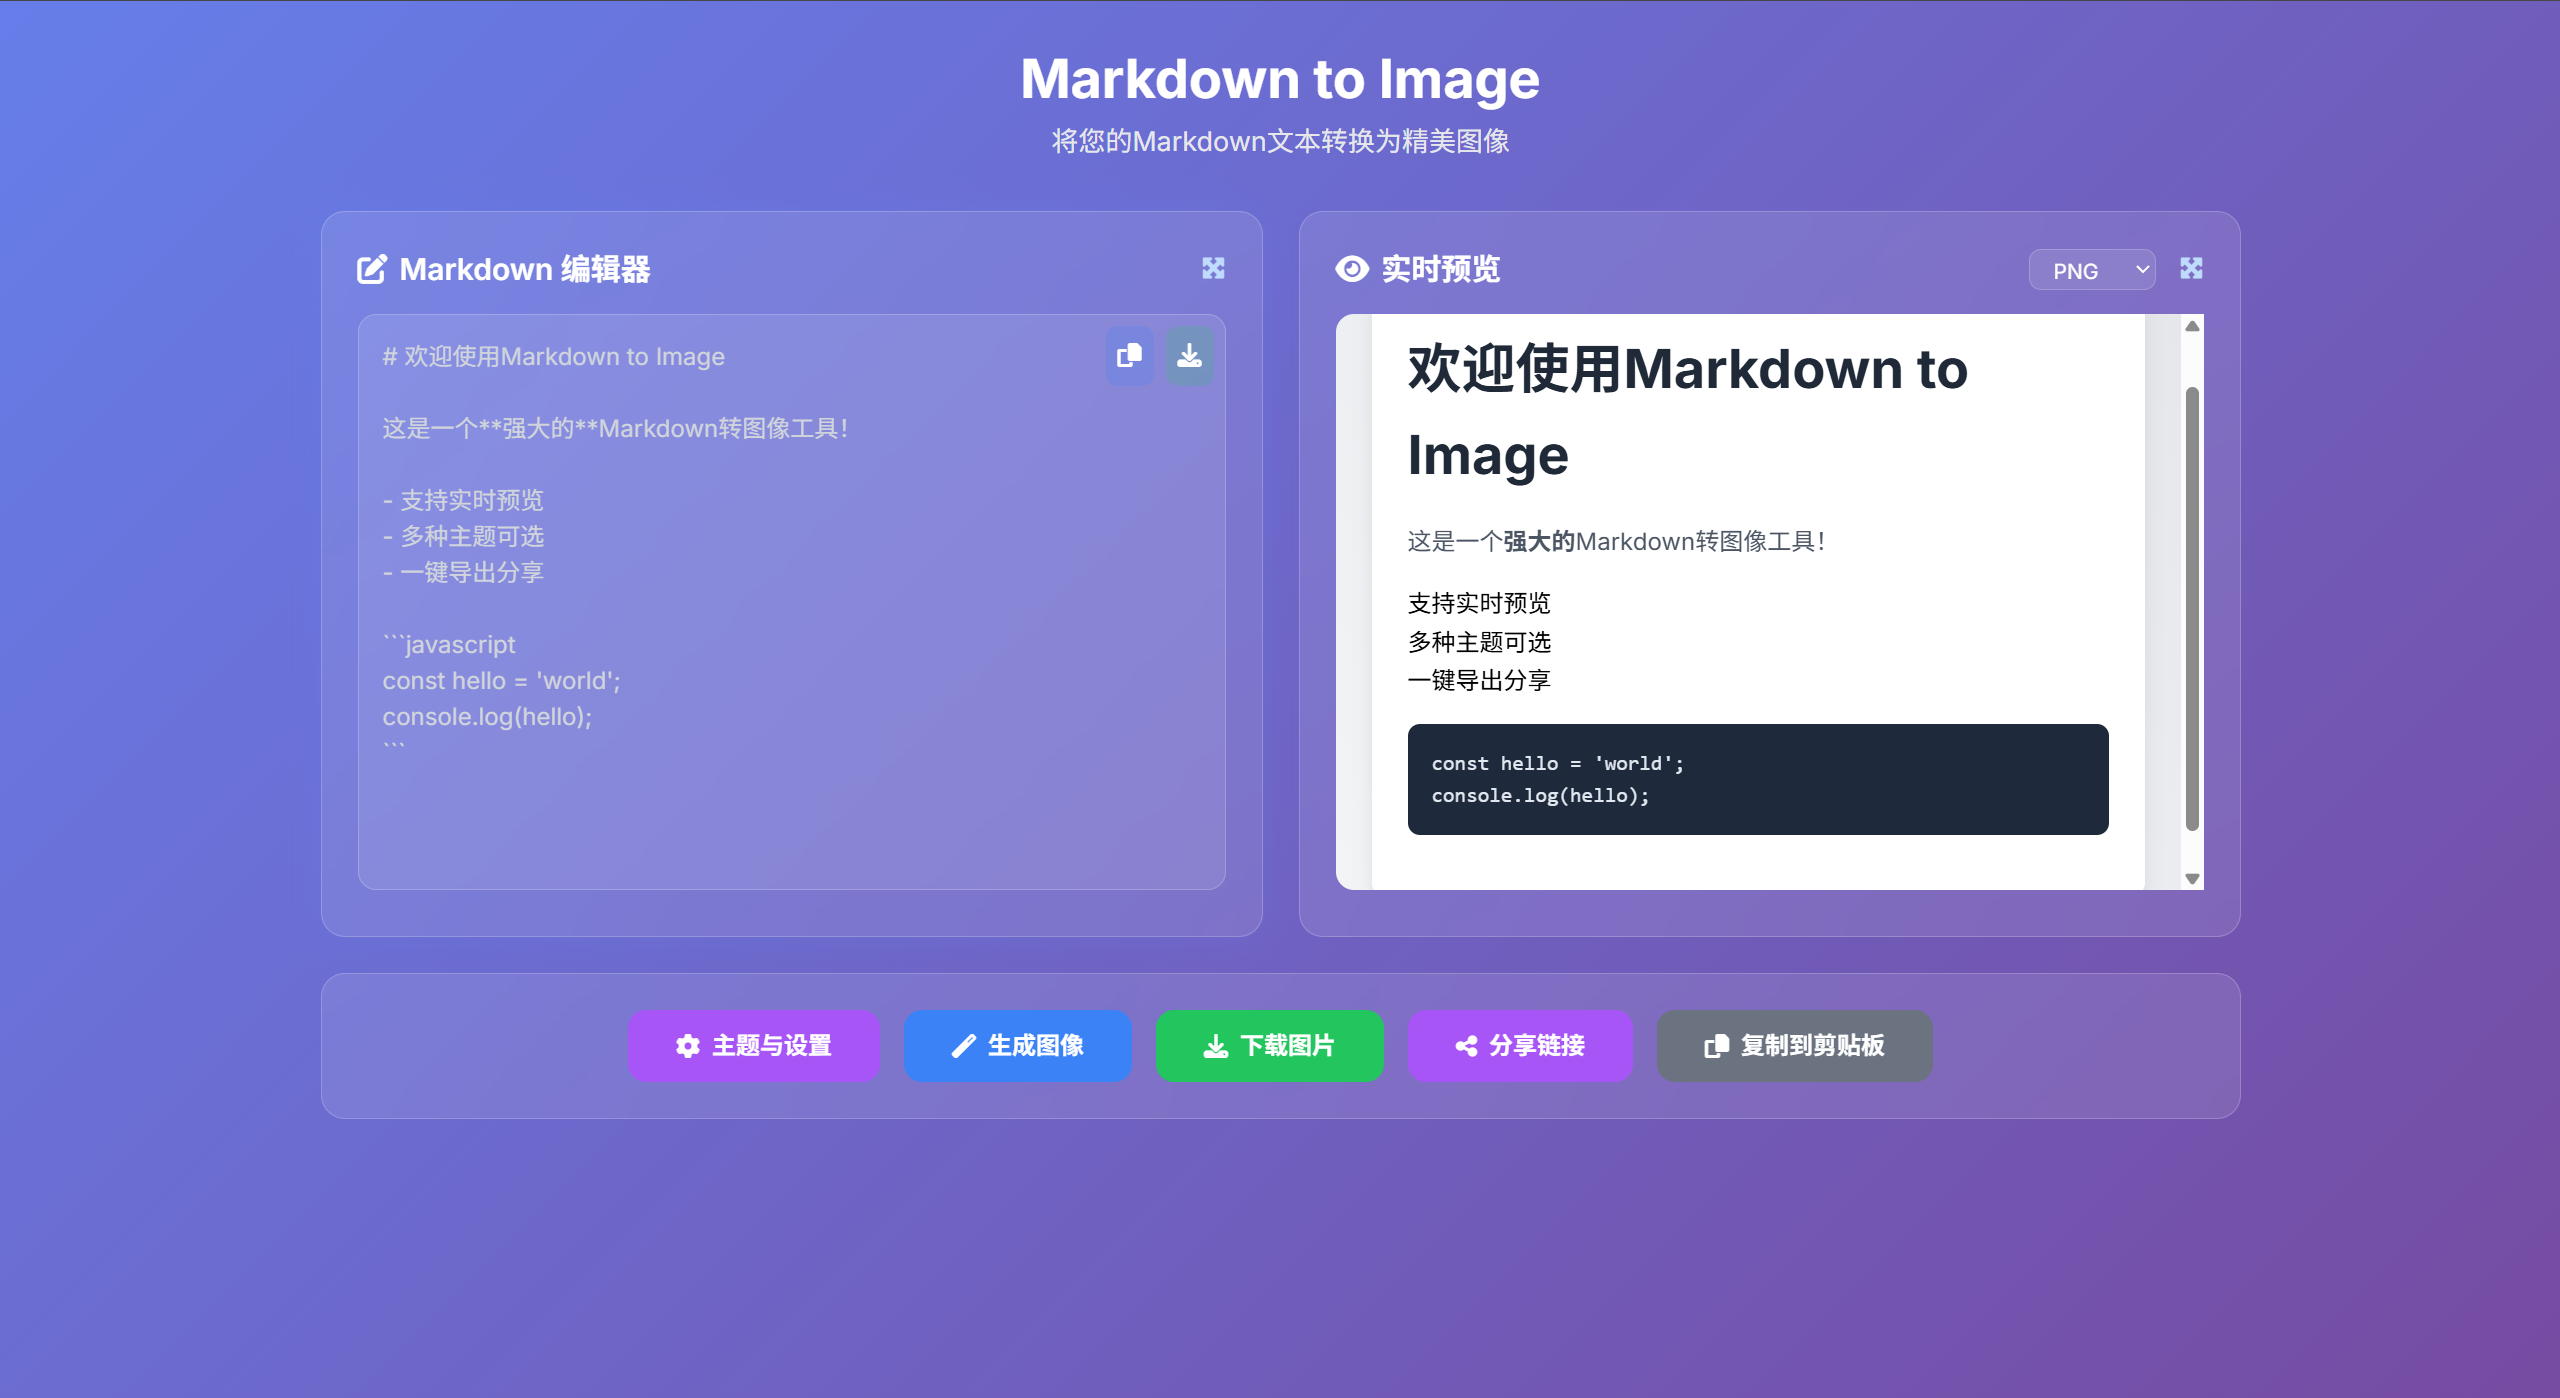 Markdown to Image
将您的Markdown文本转换为精美图像
Markdown 编辑器
# 欢迎使用Markdown to Image
这是一个**强大的**Markdown转图像工具！
- 支持实时预览
- 多种主题可选
- 一键导出分享
```javascript
const hello = 'world';
console.log(hello);
```
实时预览
PNG
欢迎使用Markdown to
Image
这是一个强大的Markdown转图像工具！
支持实时预览
多种主题可选
一键导出分享
const hello = 'world';
console.log(hello);
主题与设置
生成图像
下载图片
分享链接
复制到剪贴板